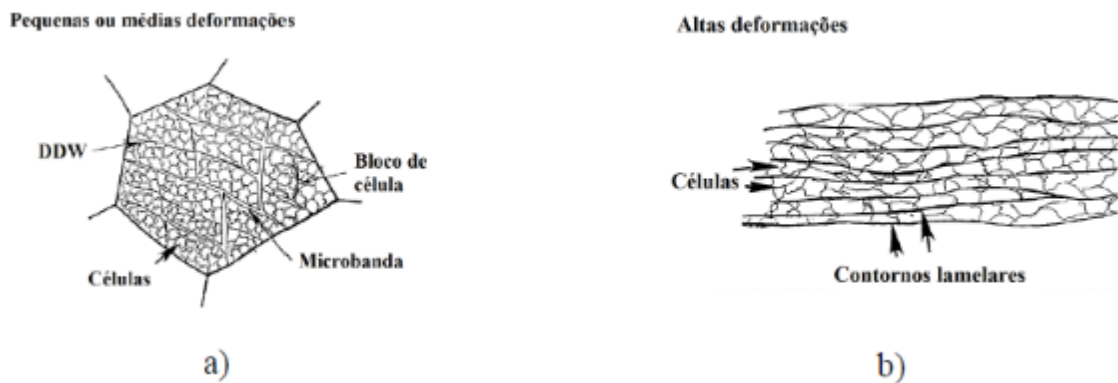 Pequenas ou médias deformações
DDW
Bloco de
célula
Células
Microbanda
a)
Altas deformações
Células
Contornos lamelares
b)